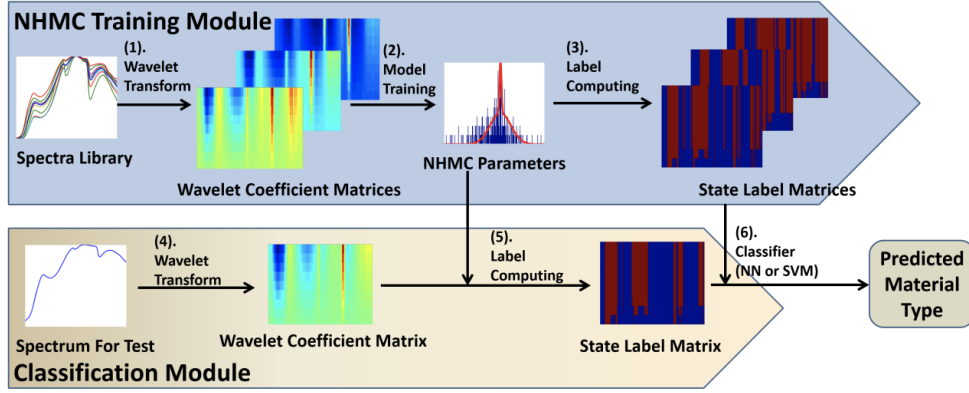 NHMC Training Module
(1).
Wavelet
Transform
(2).
Model
Training
(3).
Label
Computing
Spectra Library
Wavelet Coefficient Matrices
NHMC Parameters
State Label Matrices
(4).
Wavelet
Transform
(5).
Label
Computing
(6).
Classifier
(NN or SVM)
Predicted
Material
Type
Spectrum For Test
Wavelet Coefficient Matrix
State Label Matrix
Classification Module